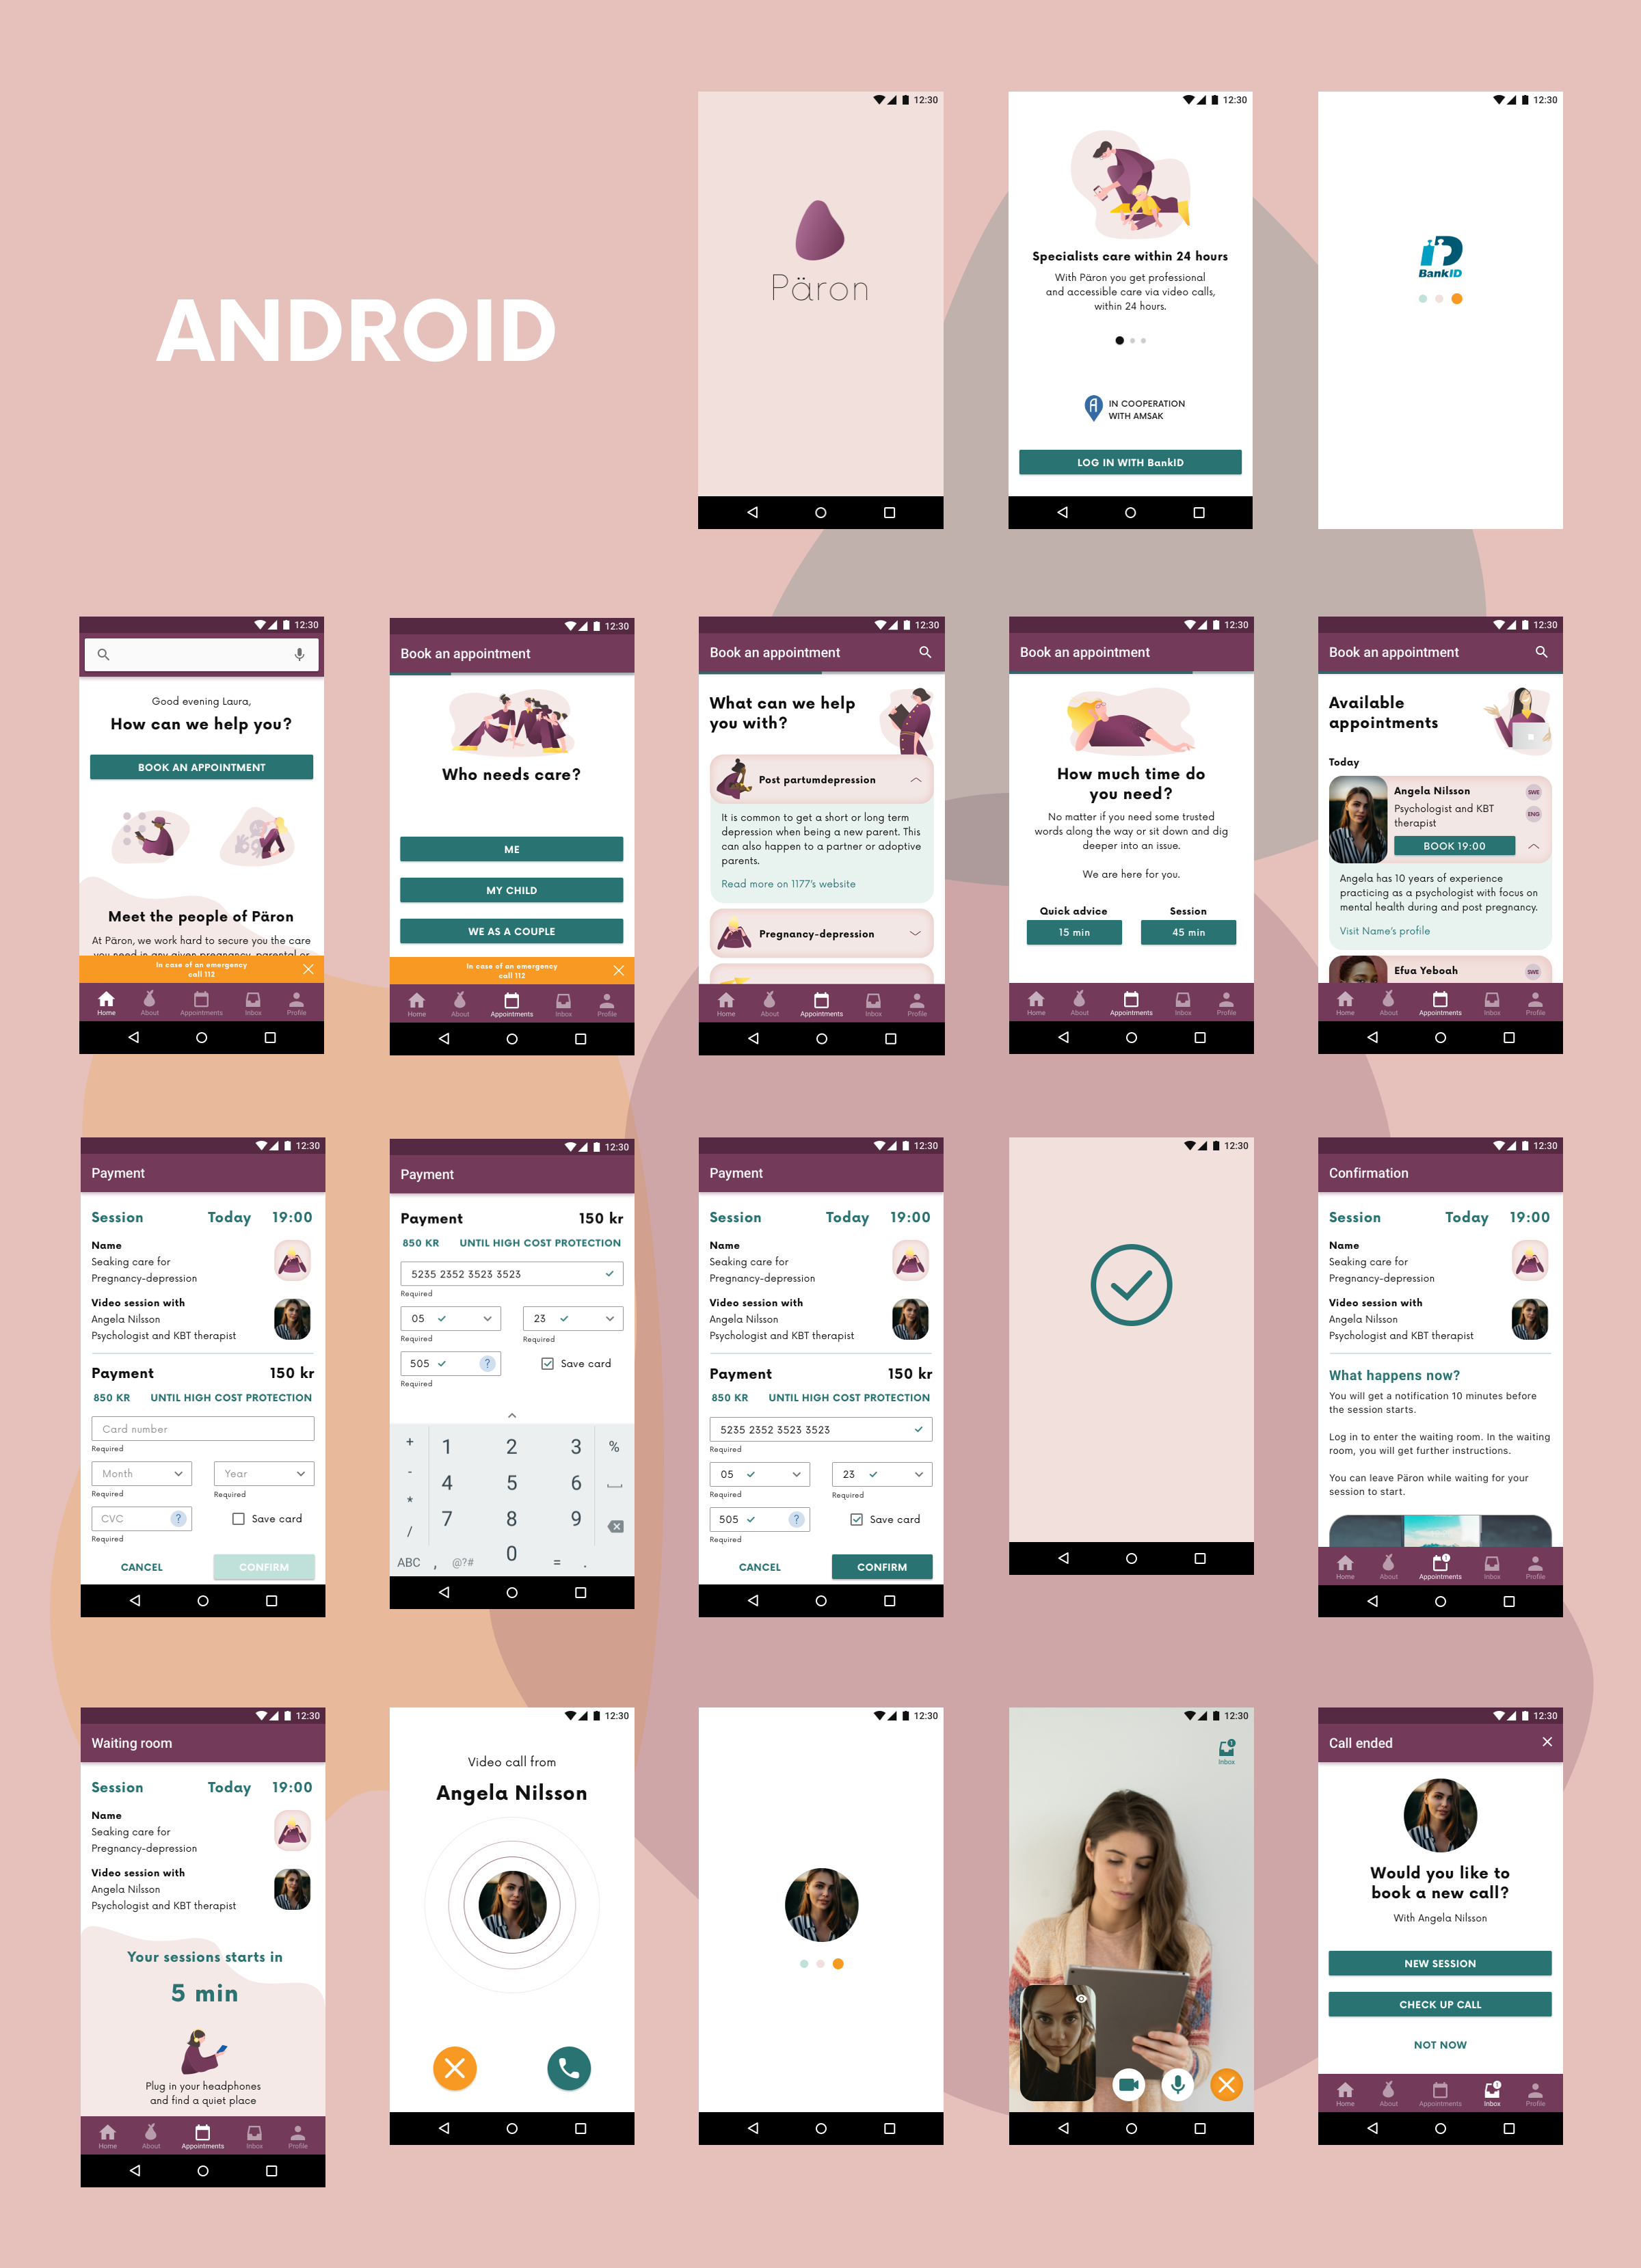 ANDROID
12:30
Päron
12:30
Specialists care within 24 hours
With Päron you get professional
and accessible care via video calls,
within 24 hours.
IN COOPERATION
WITH AMSAK
LOG IN WITH BankID
12:30
BankID
12:30
Good evening Laura,
How can we help you?
BOOK AN APPOINTMENT
Meet the people of Päron
At Päron, we work hard to secure you the care
you need in any given pregnancy, parental or
In case of an emergency
call 112
Home About Appointments Inbox Profile
12:30
Book an appointment
Who needs care?
ME
MY CHILD
WE AS A COUPLE
In case of an emergency
call 112
Home About Appointments Inbox Profile
12:30
Book an appointment
What can we help
you with?
Post partumdepression
It is common to get a short or long term
depression when being a new parent. This
can also happen to a partner or adoptive
parents.
Read more on 1177's website
Pregnancy-depression
Home About Appointments Inbox Profile
12:30
Book an appointment
How much time do
you need?
No matter if you need some trusted
words along the way or sit down and dig
deeper into an issue.
We are here for you.
Quick advice Session
15 min 45 min
Home About Appointments Inbox Profile
12:30
Book an appointment
Available
appointments
Today
Angela Nilsson SWE
Psychologist and KBT ENG
therapist
BOOK 19:00
Angela has 10 years of experience
practicing as a psychologist with focus on
mental health during and post pregnancy.
Visit Name's profile
Efua Yeboah SWE
Home About Appointments Inbox Profile
12:30
Payment
Session Today 19:00
Name
Seaking care for
Pregnancy-depression
Video session with
Angela Nilsson
Psychologist and KBT therapist
Payment 150 kr
850 KR UNTIL HIGH COST PROTECTION
Card number
Required
Month Year
Required Required
CVC ? Save card
Required
CANCEL CONFIRM
12:30
Payment
Payment 150 kr
850 KR UNTIL HIGH COST PROTECTION
5235 2352 3523 3523
Required
05 23
Required Required
505 ? Save card
Required
+ 1 2 3 %
- 4 5 6
* 7 8 9
/
ABC , @?# 0 = .
12:30
Payment
Session Today 19:00
Name
Seaking care for
Pregnancy-depression
Video session with
Angela Nilsson
Psychologist and KBT therapist
Payment 150 kr
850 KR UNTIL HIGH COST PROTECTION
5235 2352 3523 3523
Required
05 23
Required Required
505 ? Save card
Required
CANCEL CONFIRM
12:30
12:30
Confirmation
Session Today 19:00
Name
Seaking care for
Pregnancy-depression
Video session with
Angela Nilsson
Psychologist and KBT therapist
What happens now?
You will get a notification 10 minutes before
the session starts.
Log in to enter the waiting room. In the waiting
room, you will get further instructions.
You can leave Päron while waiting for your
session to start.
1
Home About Appointments Inbox Profile
12:30
Waiting room
Session Today 19:00
Name
Seaking care for
Pregnancy-depression
Video session with
Angela Nilsson
Psychologist and KBT therapist
Your sessions starts in
5 min
Plug in your headphones
and find a quiet place
Home About Appointments Inbox Profile
12:30
Video call from
Angela Nilsson
12:30
12:30
1
Inbox
12:30
Call ended
Would you like to
book a new call?
With Angela Nilsson
NEW SESSION
CHECK UP CALL
NOT NOW
1
Home About Appointments Inbox Profile